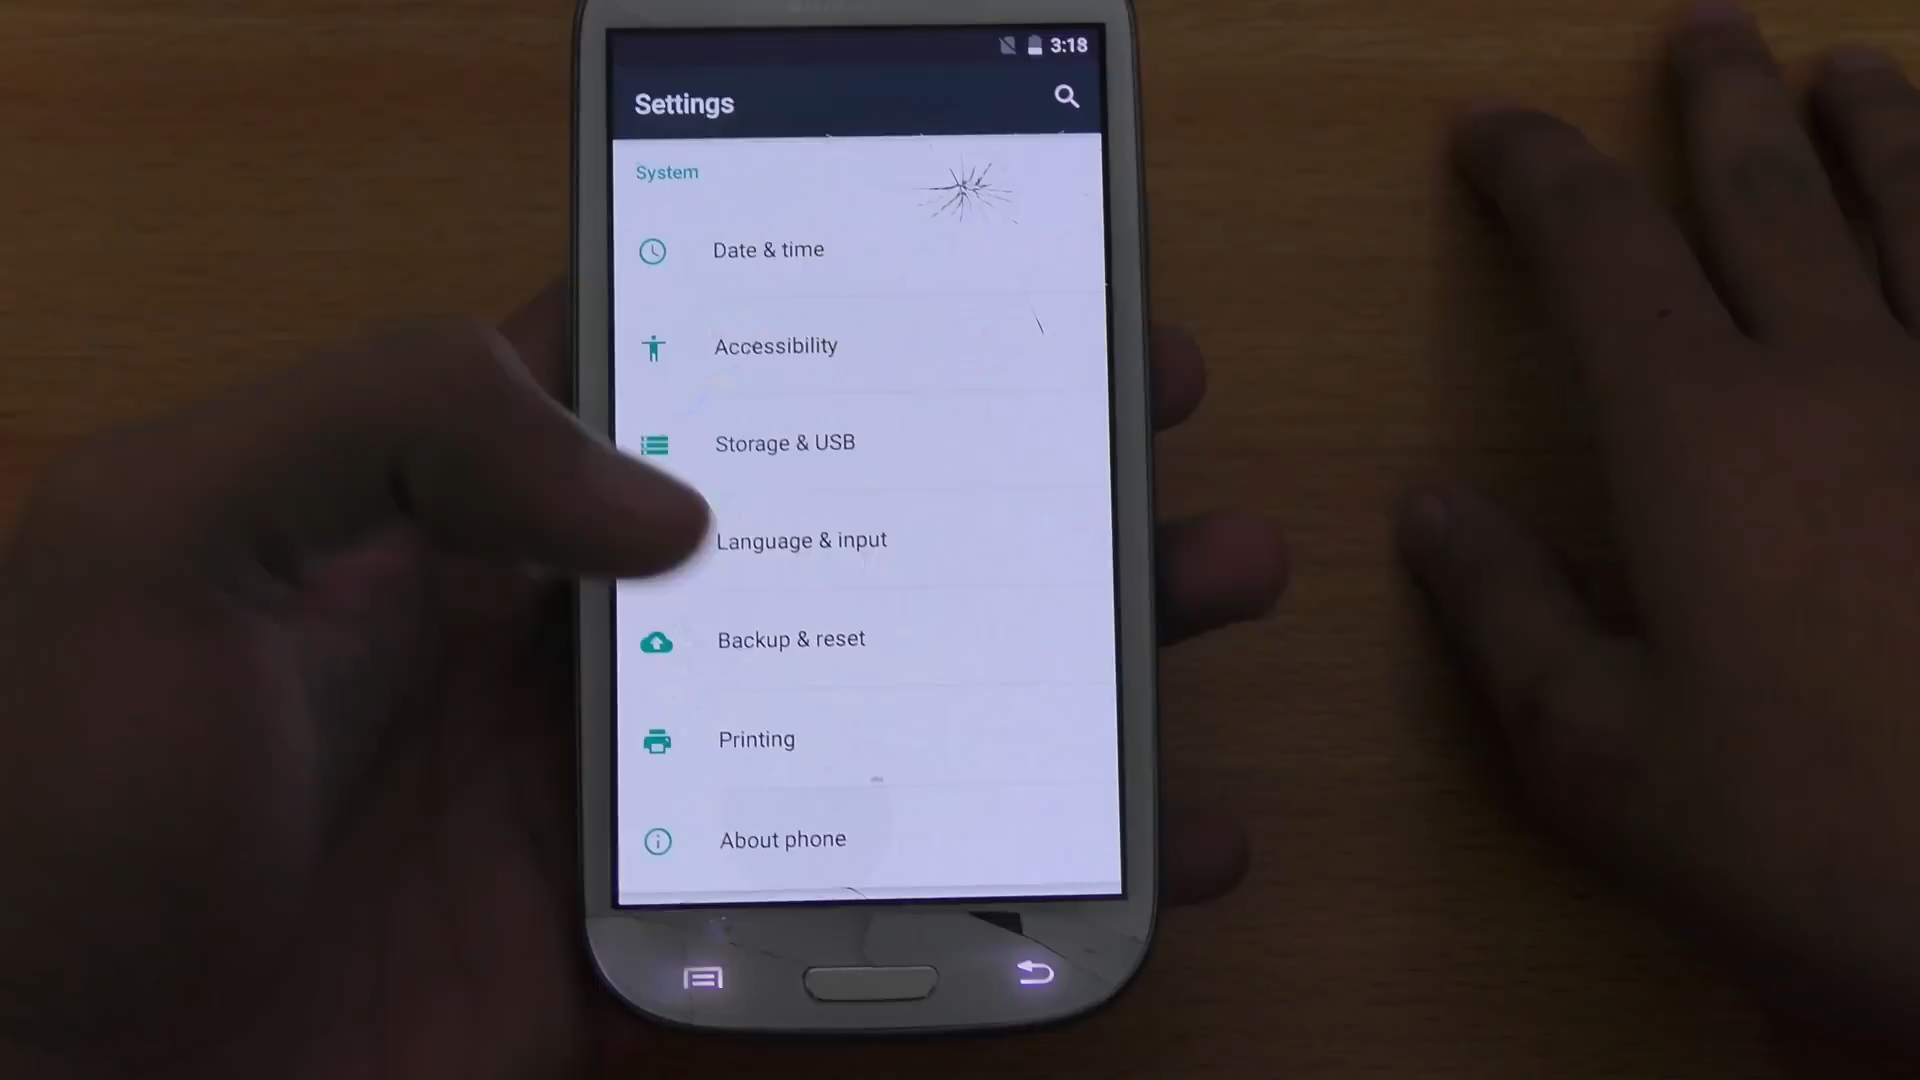 3:18
Settings
System
Date & time
Accessibility
Storage & USB
Language & input
Backup & reset
Printing
About phone